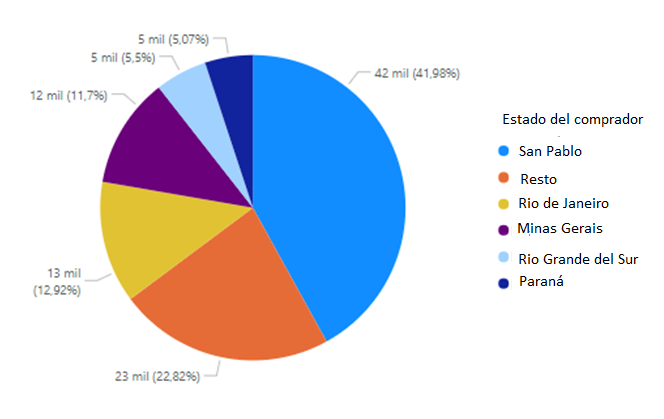 5 mil (5,07%)
5 mil (5,5%)
42 mil (41,98%)
12 mil (11,7%)
13 mil
(12,92%)
23 mil (22,82%)
Estado del comprador
San Pablo
Resto
Rio de Janeiro
Minas Gerais
Rio Grande del Sur
Paraná